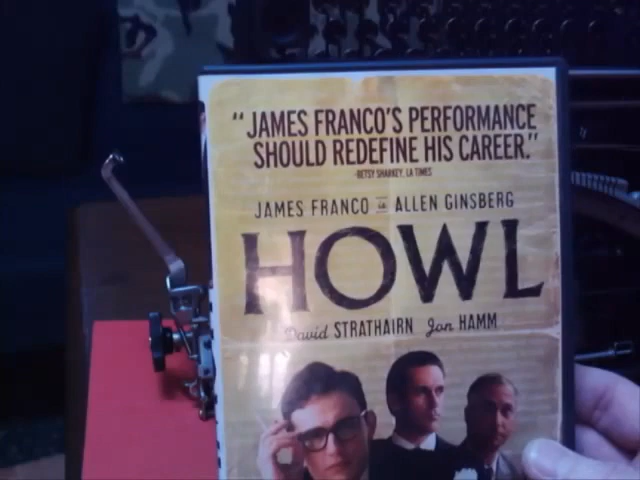 "JAMES FRANCO'S PERFORMANCE
SHOULD REDEFINE HIS CAREER."
-BETSY SHARKEY, LA TIMES
JAMES FRANCO IS ALLEN GINSBERG
HOWL
David STRATHAIRN Jon HAMM